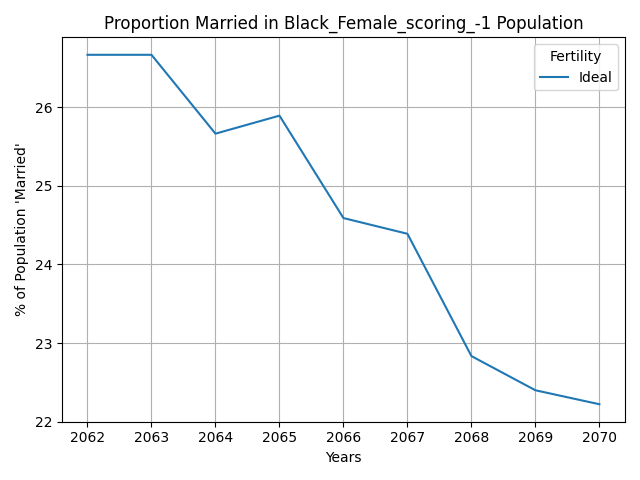 Proportion Married in Black_Female_scoring_-1 Population
Fertility
Ideal
% of Population 'Married'
26
25
24
23
22
2062 2063 2064 2065 2066 2067 2068 2069 2070
Years